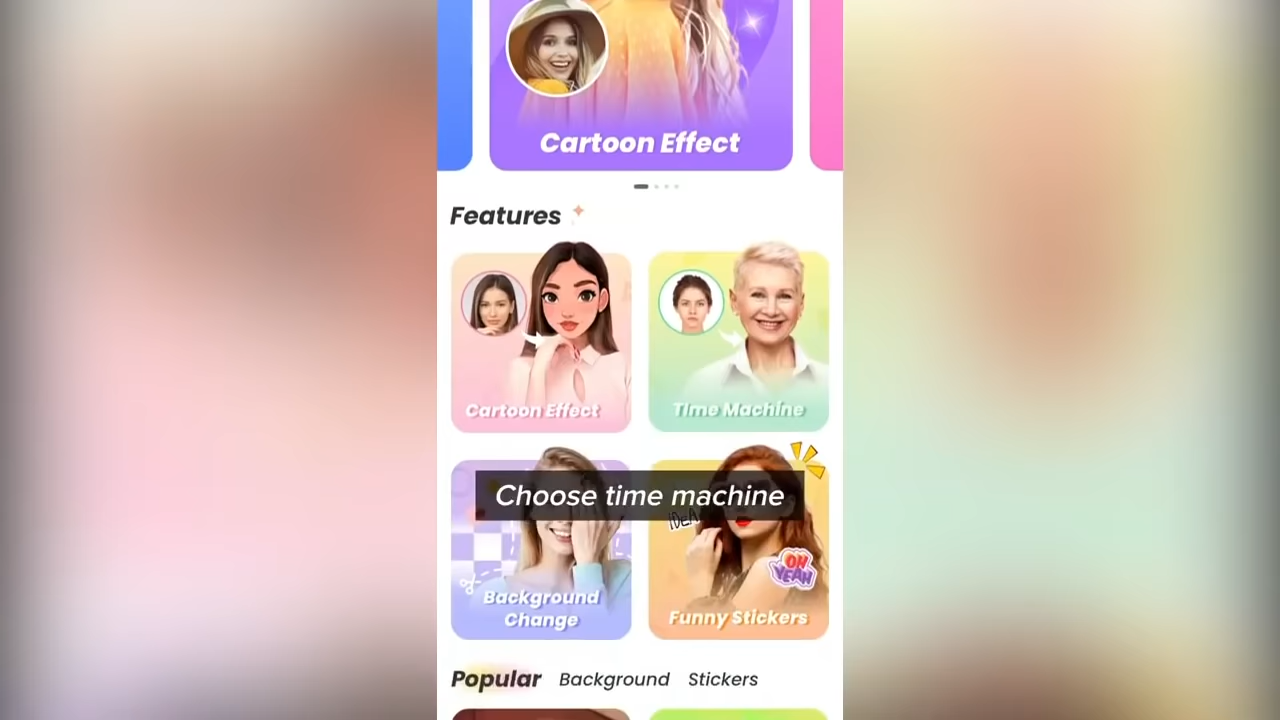 Cartoon Effect
Features
Cartoon Effect
Time Machine
Choose time machine
IDEA
OH
YEAH
Background
Change
Funny Stickers
Popular
Background
Stickers